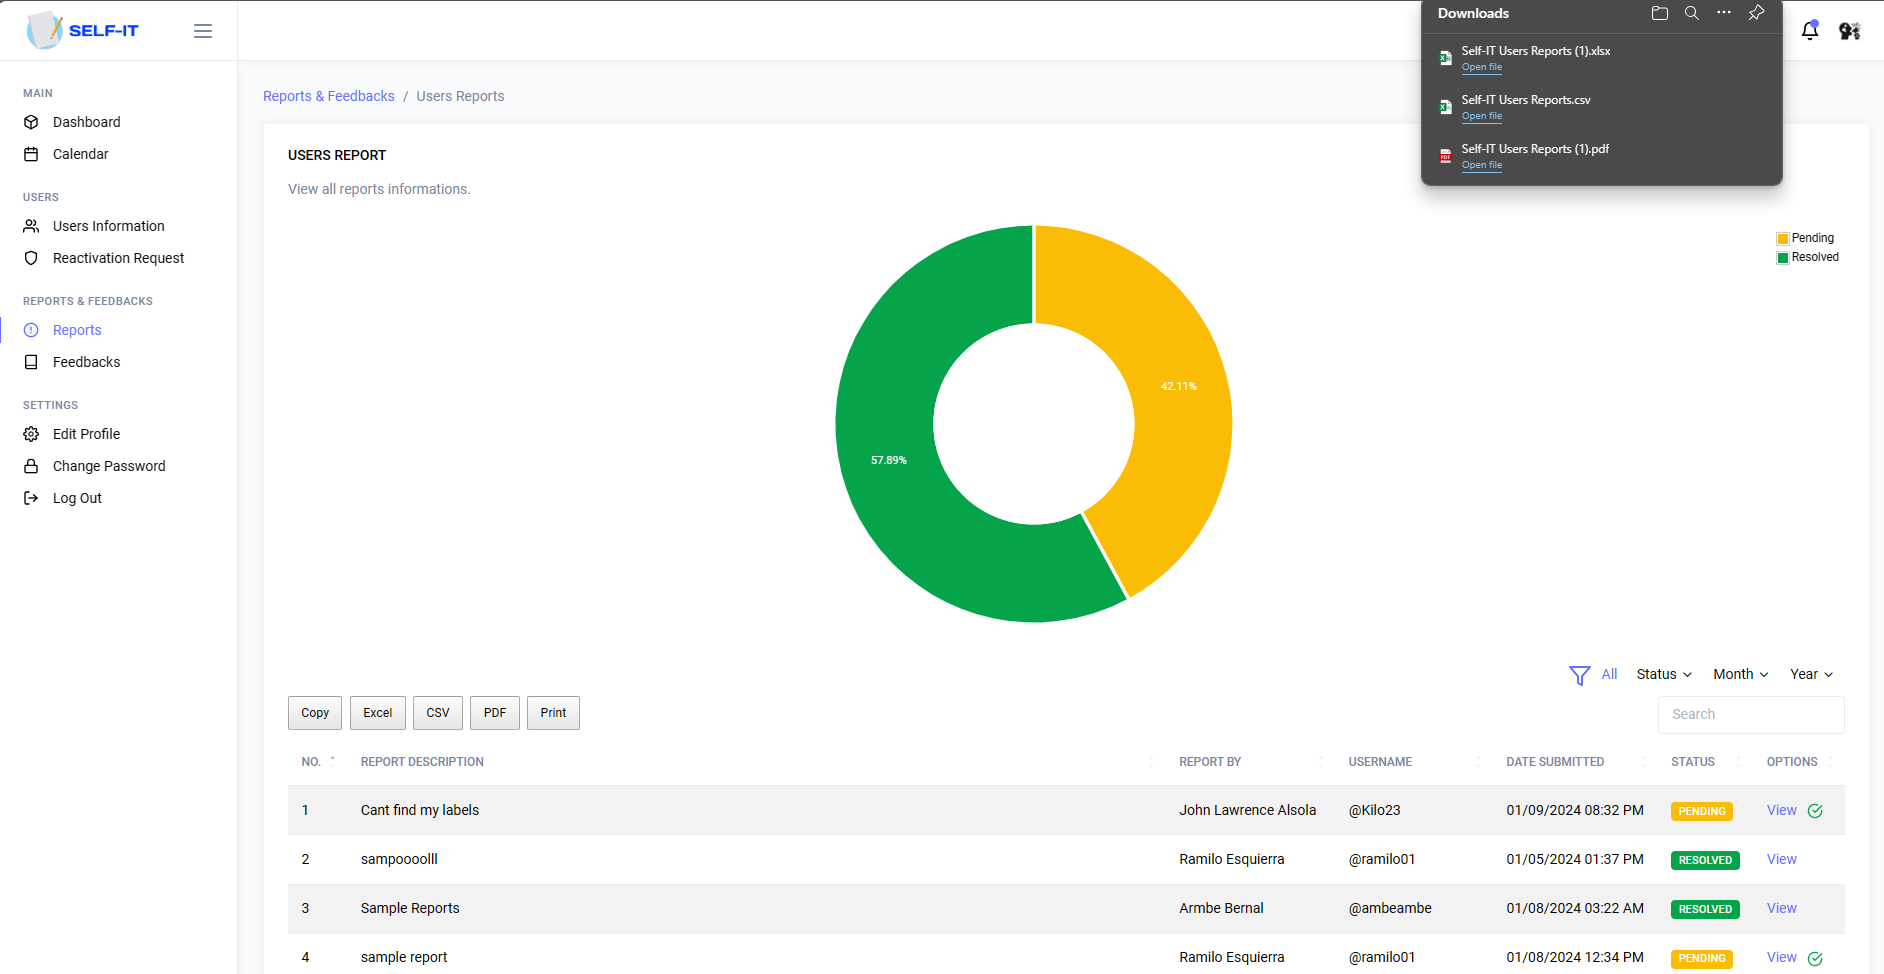 SELF-IT
Downloads
Self-IT Users Reports (1).xlsx
Open file
Self-IT Users Reports.csv
Open file
Self-IT Users Reports (1).pdf
Open file
MAIN
Dashboard
Calendar
USERS
Users Information
Reactivation Request
REPORTS & FEEDBACKS
Reports
Feedbacks
SETTINGS
Edit Profile
Change Password
Log Out
Reports & Feedbacks / Users Reports
USERS REPORT
View all reports informations.
Pending
Resolved
42.11%
57.89%
All Status Month Year
Copy Excel CSV PDF Print
Search
NO. REPORT DESCRIPTION REPORT BY USERNAME DATE SUBMITTED STATUS OPTIONS
1 Cant find my labels John Lawrence Alsola @Kilo23 01/09/2024 08:32 PM PENDING View
2 sampoooolll Ramilo Esquierra @ramilo01 01/05/2024 01:37 PM RESOLVED View
3 Sample Reports Armbe Bernal @ambeambe 01/08/2024 03:22 AM RESOLVED View
4 sample report Ramilo Esquierra @ramilo01 01/08/2024 12:34 PM PENDING View